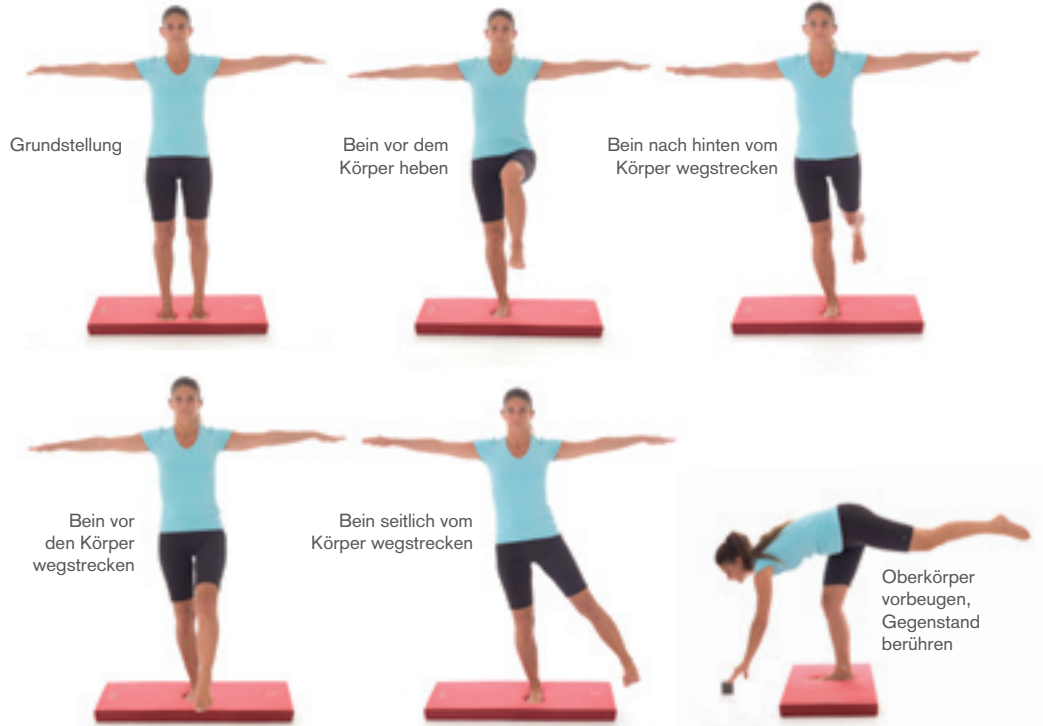 Grundstellung
Bein vor dem
Körper heben
Bein nach hinten vom
Körper wegstrecken
Bein vor
den Körper
wegstrecken
Bein seitlich vom
Körper wegstrecken
Oberkörper
vorbeugen,
Gegenstand
berühren